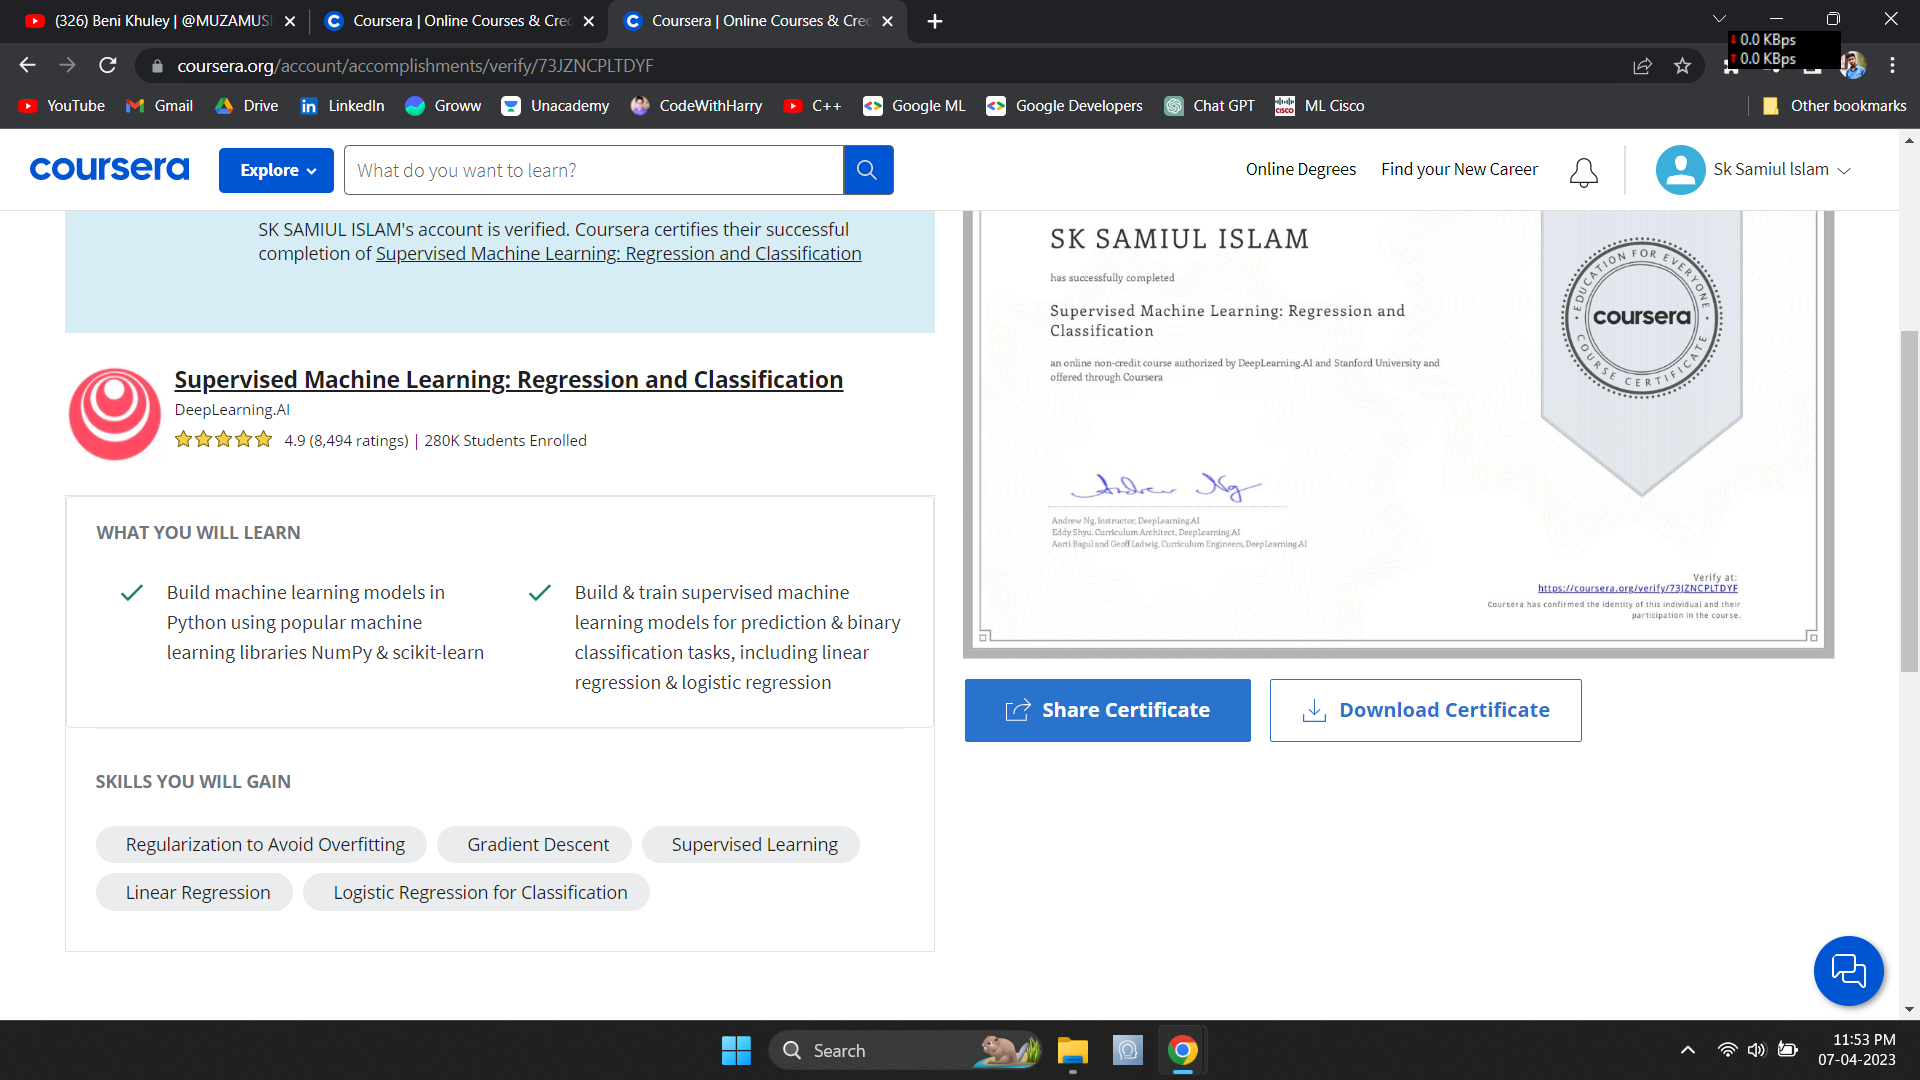 (326) Beni Khuley | @MUZAMUS
Coursera | Online Courses & Cred
Coursera | Online Courses & Cred
0.0 KBps
0.0 KBps
coursera.org/account/accomplishments/verify/73JZNCPLTDYF
YouTube Gmail Drive LinkedIn Groww Unacademy CodeWithHarry C++ Google ML Google Developers Chat GPT ML Cisco Other bookmarks
coursera Explore What do you want to learn? Online Degrees Find your New Career Sk Samiul Islam
SK SAMIUL ISLAM's account is verified. Coursera certifies their successful
completion of Supervised Machine Learning: Regression and Classification
Supervised Machine Learning: Regression and Classification
DeepLearning.AI
4.9 (8,494 ratings) | 280K Students Enrolled
WHAT YOU WILL LEARN
Build machine learning models in
Python using popular machine
learning libraries NumPy & scikit-learn
Build & train supervised machine
learning models for prediction & binary
classification tasks, including linear
regression & logistic regression
SKILLS YOU WILL GAIN
Regularization to Avoid Overfitting Gradient Descent Supervised Learning
Linear Regression Logistic Regression for Classification
SK SAMIUL ISLAM
has successfully completed
Supervised Machine Learning: Regression and
Classification
an online non-credit course authorized by DeepLearning.AI and Stanford University and
offered through Coursera
EDUCATION FOR EVERYONE
coursera
COURSE CERTIFICATE
Andrew Ng
Andrew Ng, Instructor, DeepLearning.AI
Eddy Shyu, Curriculum Architect, DeepLearning.AI
Aarti Bagul and Geoff Ladwig, Curriculum Engineers, DeepLearning.AI
Verify at:
https://coursera.org/verify/73JZNCPLTDYF
Coursera has confirmed the identity of this individual and their
participation in the course.
Share Certificate Download Certificate
Search
11:53 PM
07-04-2023